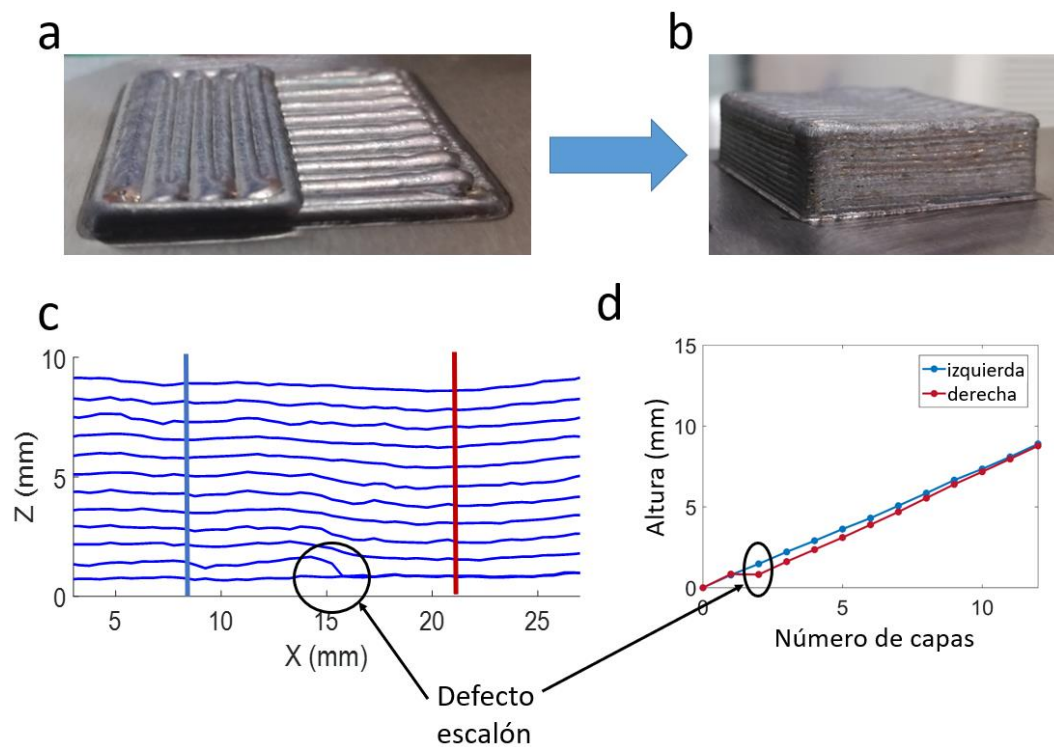 a
b
c
10
5
0
Z (mm)
5
10
15
20
25
X (mm)
d
15
10
5
0
Altura (mm)
izquierda
derecha
0
5
10
Número de capas
Defecto
escalón